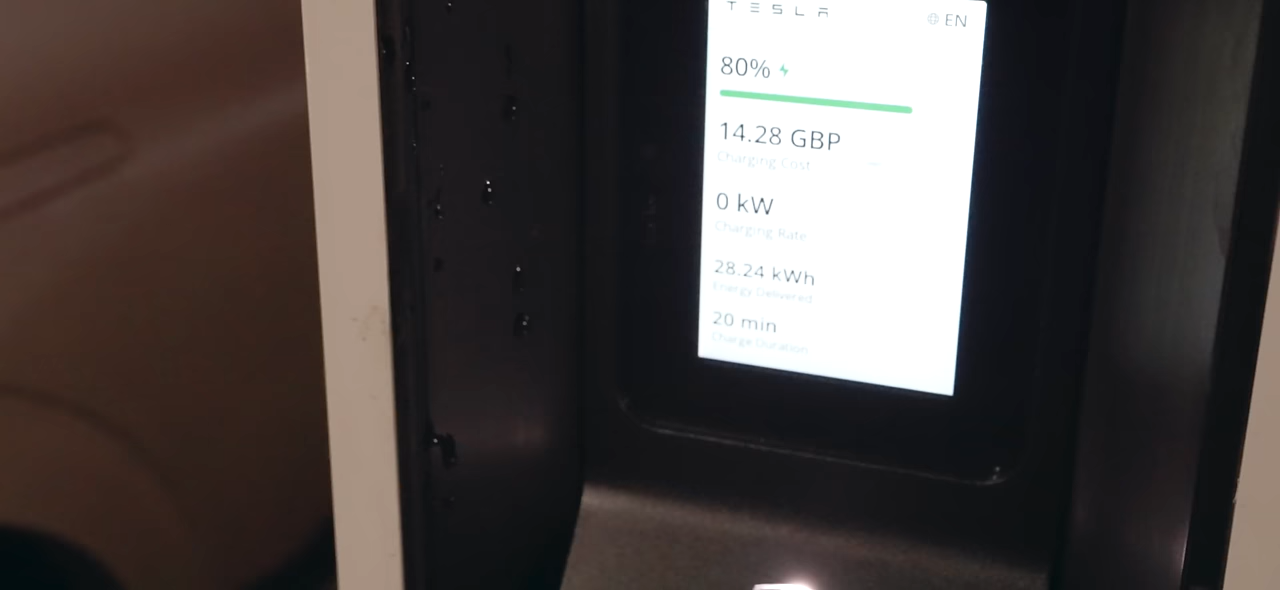 TESLA
EN
80%
14.28 GBP
Charging Cost
0 kW
Charging Rate
28.24 kWh
Energy Delivered
20 min
Charge Duration